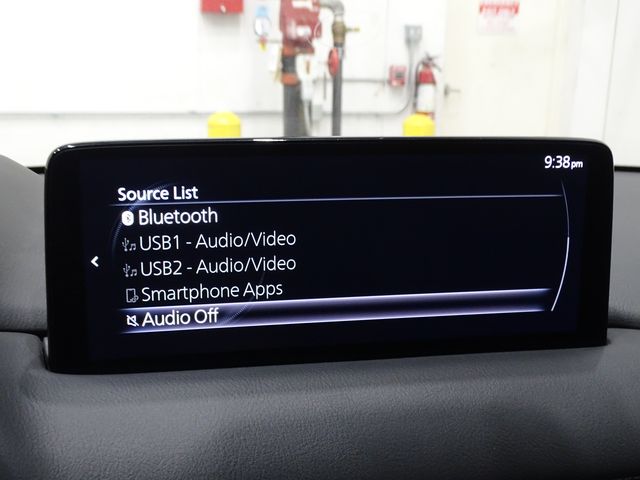 9:38pm
Source List
Bluetooth
USB1 - Audio/Video
USB2 - Audio/Video
Smartphone Apps
Audio Off